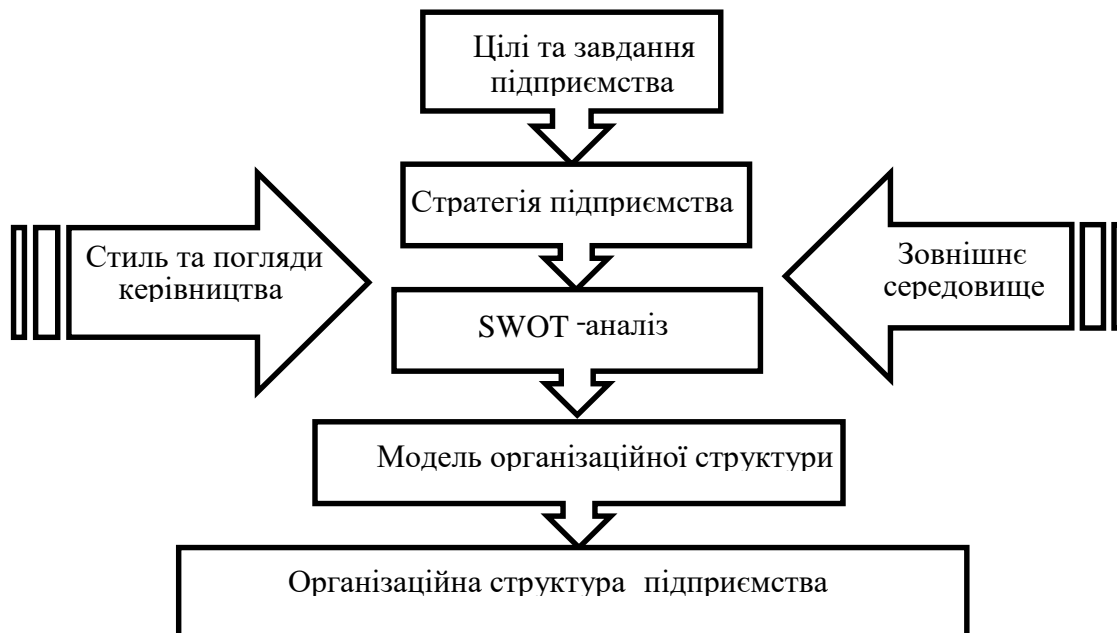 Цілі та завдання
підприємства
Стратегія підприємства
Стиль та погляди
керівництва
Зовнішнє
середовище
SWOT -аналіз
Модель організаційної структури
Організаційна структура підприємства